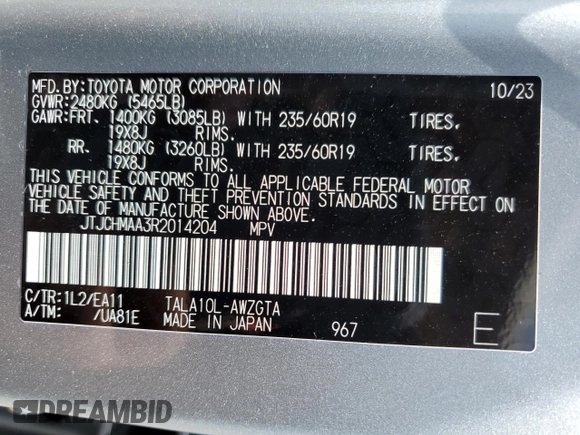 MFD.BY:TOYOTA MOTOR CORPORATION 10/23
GVWR:2480KG (5465LB)
GAWR:FRT. 1400KG (3085LB) WITH 235/60R19 TIRES,
19X8J RIMS.
RR. 1480KG (3260LB) WITH 235/60R19 TIRES,
19X8J RIMS.
THIS VEHICLE CONFORMS TO ALL APPLICABLE FEDERAL MOTOR
VEHICLE SAFETY AND THEFT PREVENTION STANDARDS IN EFFECT ON
THE DATE OF MANUFACTURE SHOWN ABOVE.
JTJCHMAA3R2014204 MPV
C/TR:1L2/EA11 TALA10L-AWZGTA
A/TM: /UA81E MADE IN JAPAN 967 E
DREAMBID